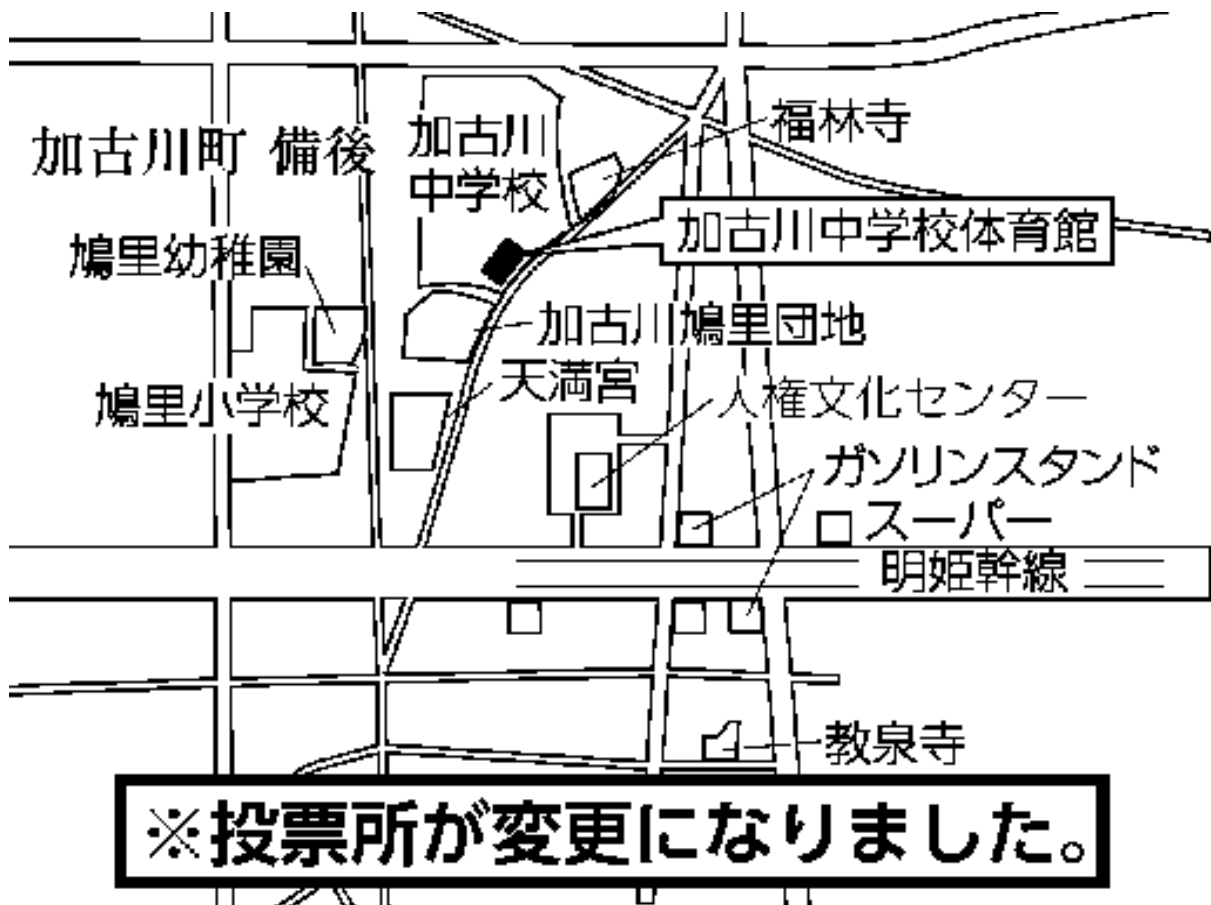 福林寺
加古川
中学校
加古川町 備後
加古川中学校体育館
鳩里幼稚園
加古川鳩里団地
天満宮
人権文化センター
鳩里小学校
ガソリンスタンド
スーパー
明姫幹線
教泉寺
※投票所が変更になりました。